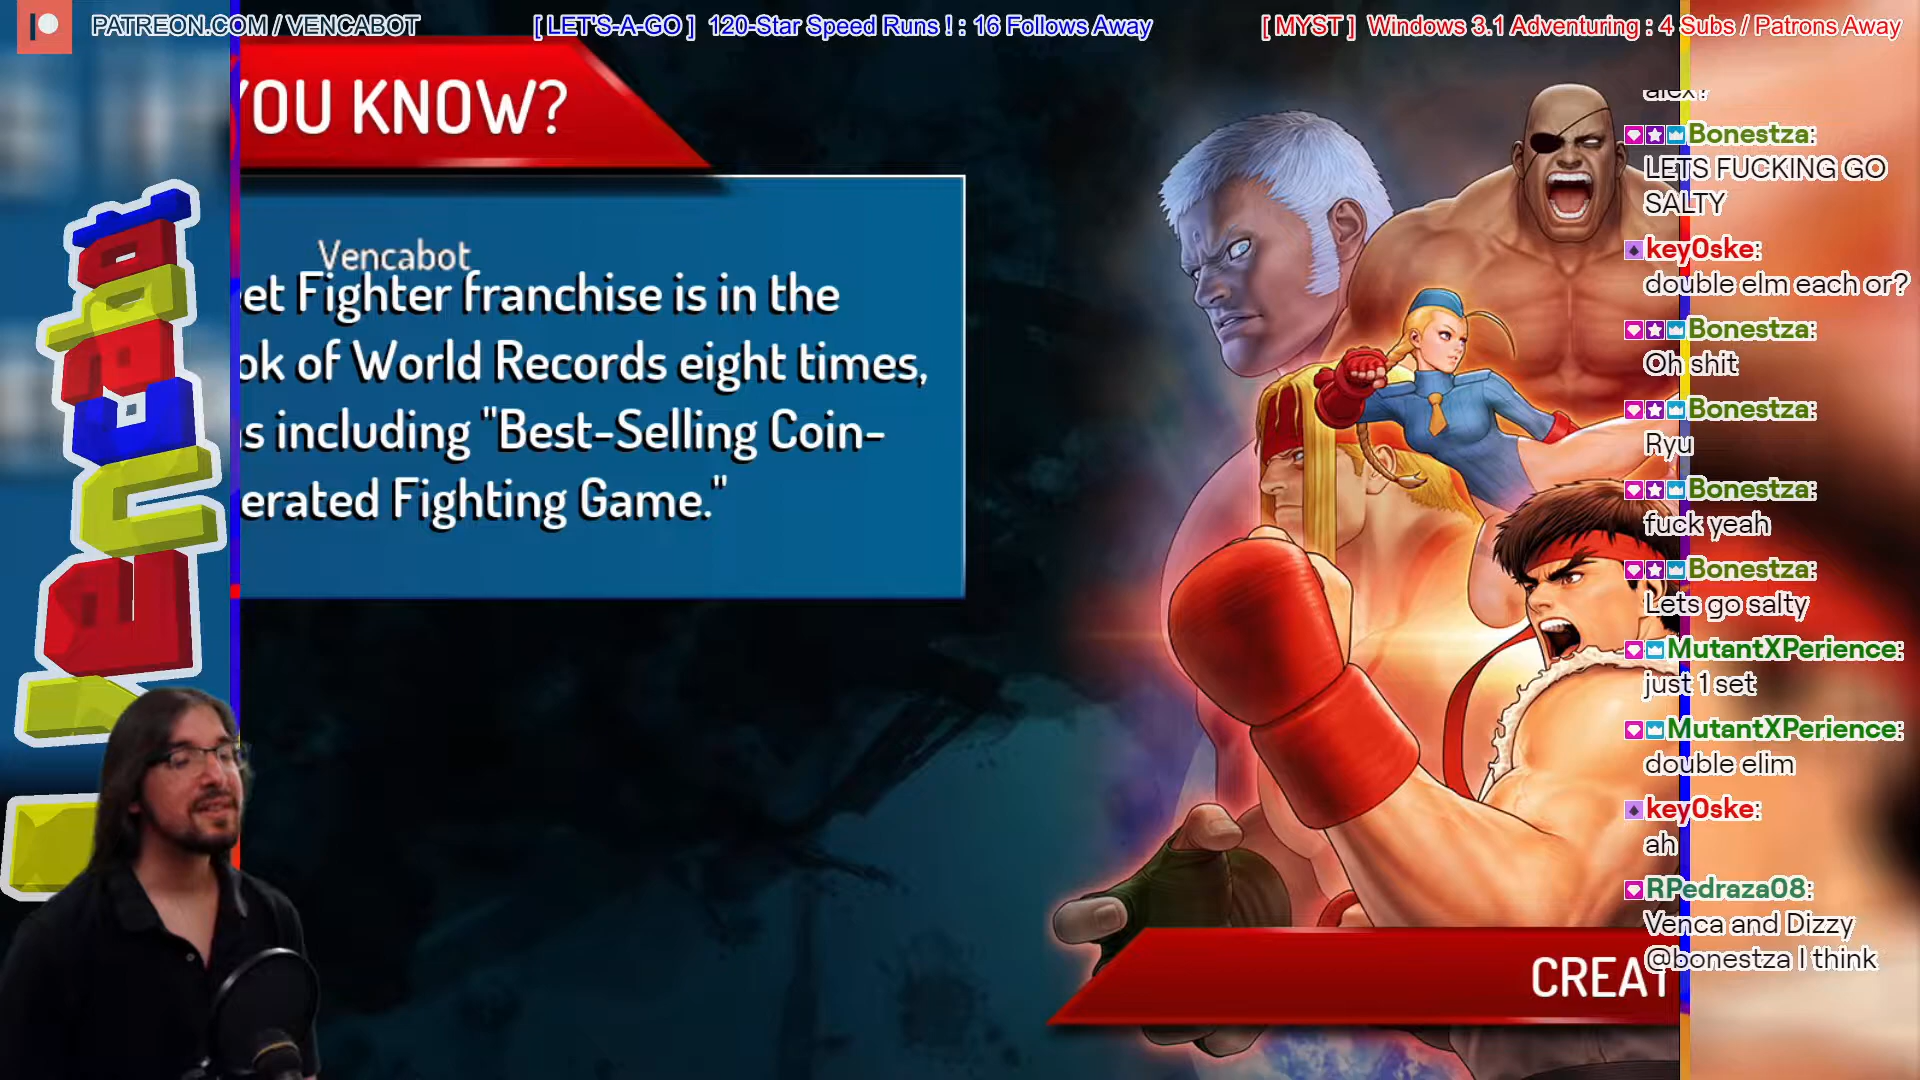 PATREON.COM / VENCABOT
[ LET'S-A-GO ] 120-Star Speed Runs ! : 16 Follows Away
[ MYST ] Windows 3.1 Adventuring : 4 Subs / Patrons Away
YOU KNOW?
Vencabot
et Fighter franchise is in the
ok of World Records eight times,
s including "Best-Selling Coin-
erated Fighting Game."
Vencabot
alex?
Bonestza:
LETS FUCKING GO
SALTY
key0ske:
double elm each or?
Bonestza:
Oh shit
Bonestza:
Ryu
Bonestza:
fuck yeah
Bonestza:
Lets go salty
MutantXPerience:
just 1 set
MutantXPerience:
double elim
key0ske:
ah
RPedraza08:
Venca and Dizzy
@bonestza I think
CREAT